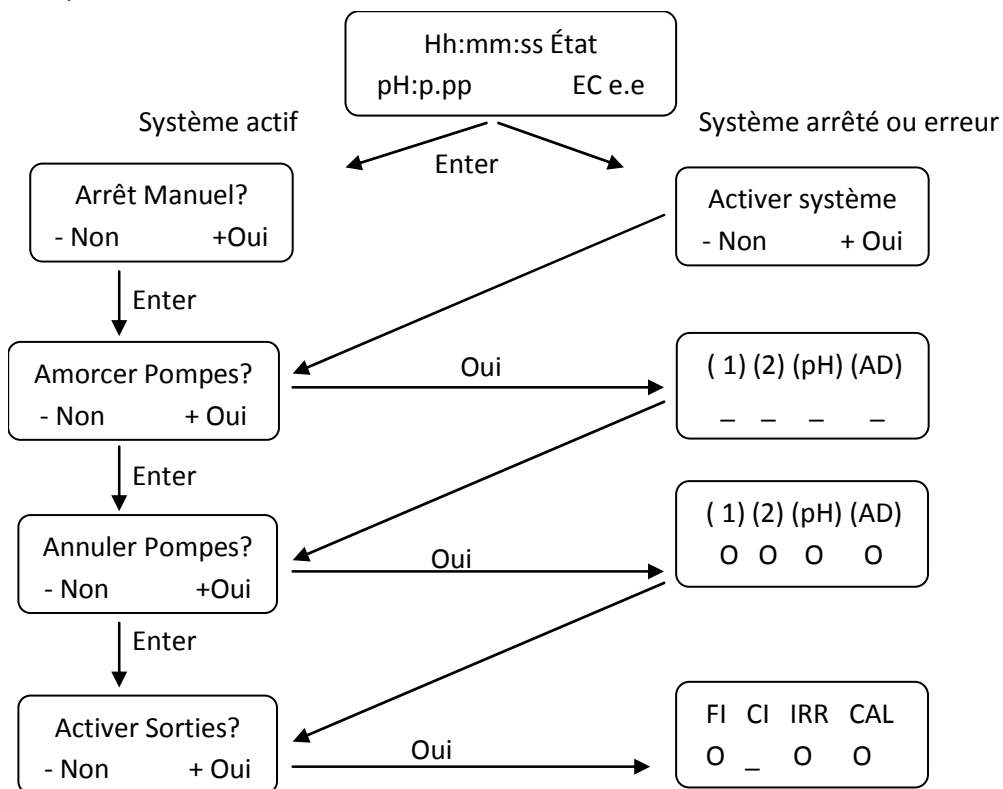 Hh:mm:ss État
pH:p.pp EC e.e
Système actif
Système arrêté ou erreur
Enter
Arrêt Manuel?
- Non +Oui
Activer système
- Non + Oui
Enter
Amorcer Pompes?
- Non + Oui
Oui
( 1) (2) (pH) (AD)
_ _ _ _
Enter
Annuler Pompes?
- Non +Oui
Oui
( 1) (2) (pH) (AD)
O O O O
Enter
Activer Sorties?
- Non + Oui
Oui
FI CI IRR CAL
O _ O O